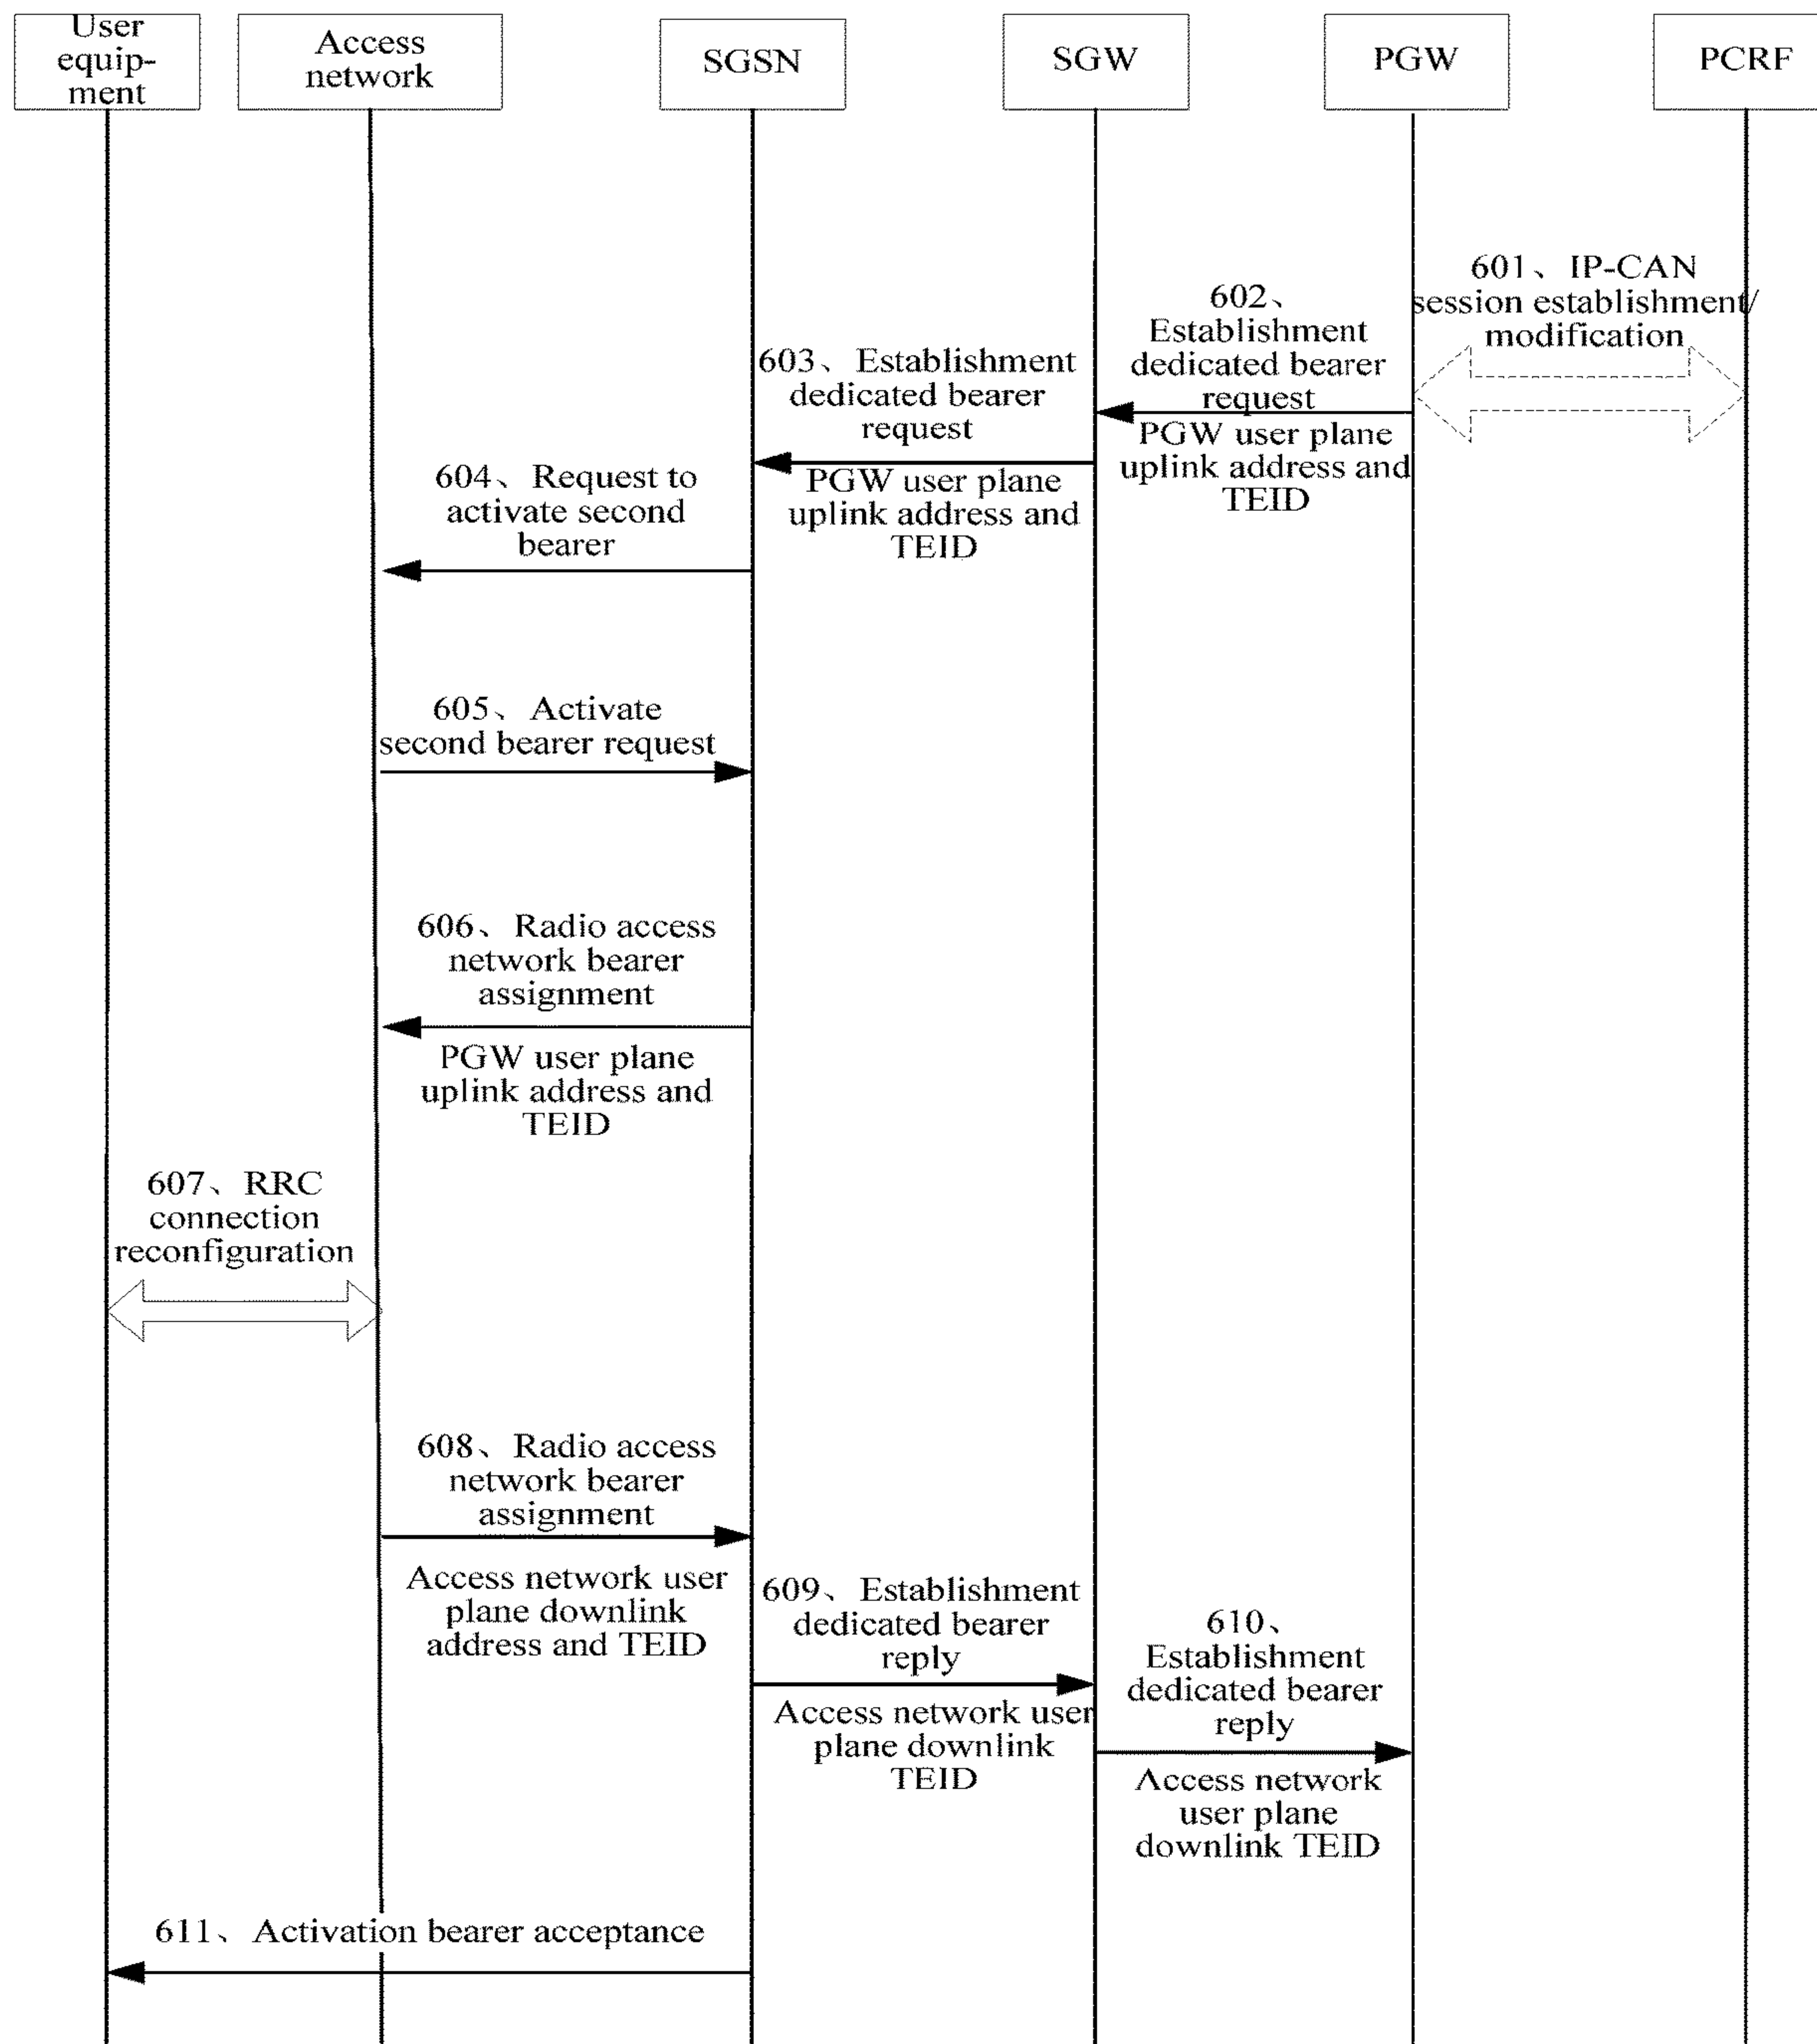 User
equip-
ment
Access
network
SGSN
SGW
PGW
PCRF
601、IP-CAN
session establishment/
modification
602、
Establishment
dedicated bearer
request
PGW user plane
uplink address and
TEID
603、Establishment
dedicated bearer
request
PGW user plane
uplink address and
TEID
604、Request to
activate second
bearer
605、Activate
second bearer request
606、Radio access
network bearer
assignment
PGW user plane
uplink address and
TEID
607、RRC
connection
reconfiguration
608、Radio access
network bearer
assignment
Access network user
plane downlink
address and TEID
609、Establishment
dedicated bearer
reply
Access network user
plane downlink
TEID
610、
Establishment
dedicated bearer
reply
Access network
user plane
downlink TEID
611、Activation bearer acceptance